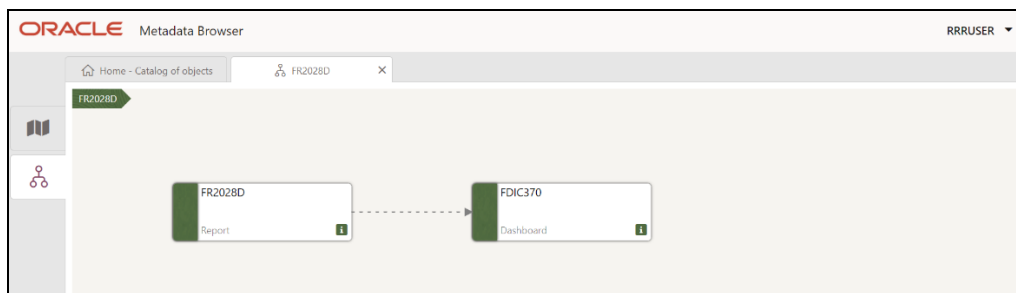 ORACLE Metadata Browser RRRUSER
Home - Catalog of objects FR2028D
FR2028D
FR2028D FDIC370
Report i Dashboard i